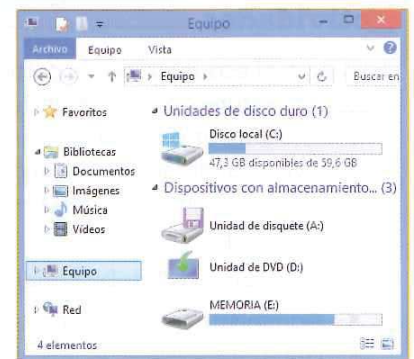 Equipo
Archivo Equipo Vista
Equipo
Buscar en
Favoritos
Bibliotecas
Documentos
Imágenes
Música
Vídeos
Equipo
Red
Unidades de disco duro (1)
Disco local (C:)
47,3 GB disponibles de 59,6 GB
Dispositivos con almacenamiento... (3)
Unidad de disquete (A:)
Unidad de DVD (D:)
MEMORIA (E:)
4 elementos